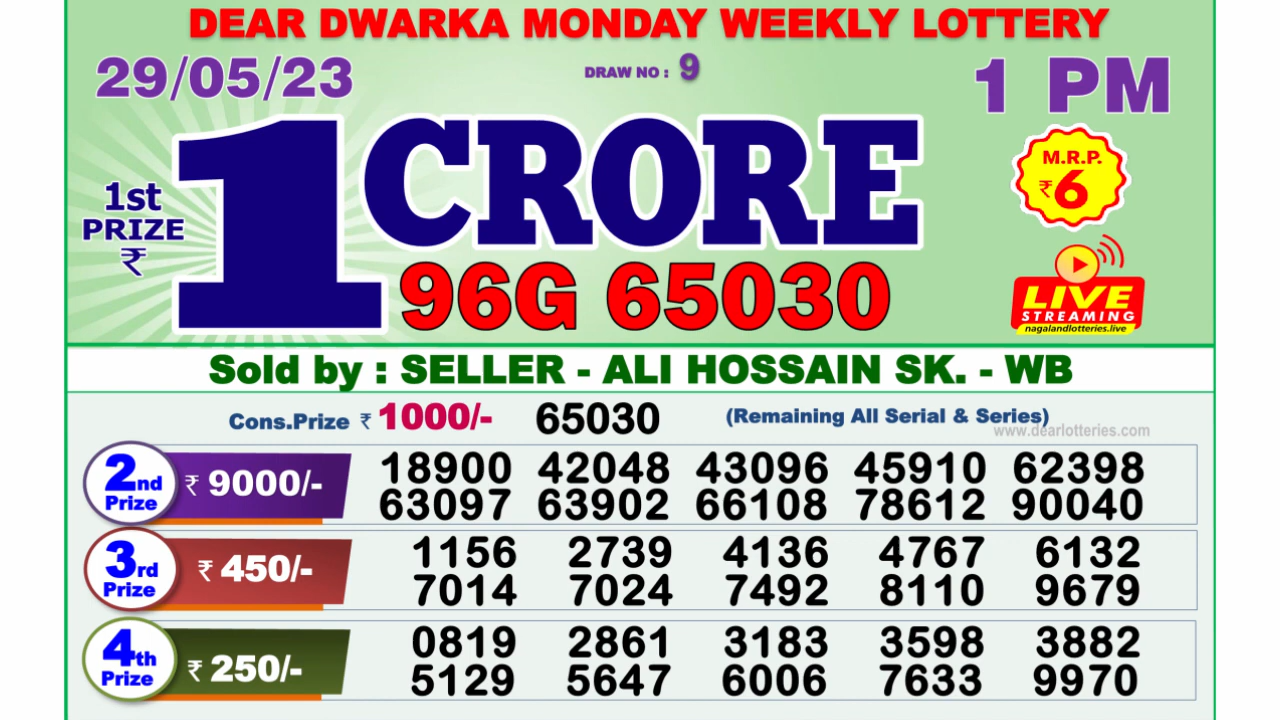 DEAR DWARKA MONDAY WEEKLY LOTTERY
29/05/23 DRAW NO : 9 1 PM
1st PRIZE ₹ 1 CRORE
M.R.P. ₹6
96G 65030
LIVE
STREAMING
nagalandlotteries.live
Sold by : SELLER - ALI HOSSAIN SK. - WB
Cons.Prize ₹ 1000/- 65030 (Remaining All Serial & Series)
www.dearlotteries.com
2nd Prize ₹ 9000/-
18900 42048 43096 45910 62398
63097 63902 66108 78612 90040
3rd Prize ₹ 450/-
1156 2739 4136 4767 6132
7014 7024 7492 8110 9679
4th Prize ₹ 250/-
0819 2861 3183 3598 3882
5129 5647 6006 7633 9970